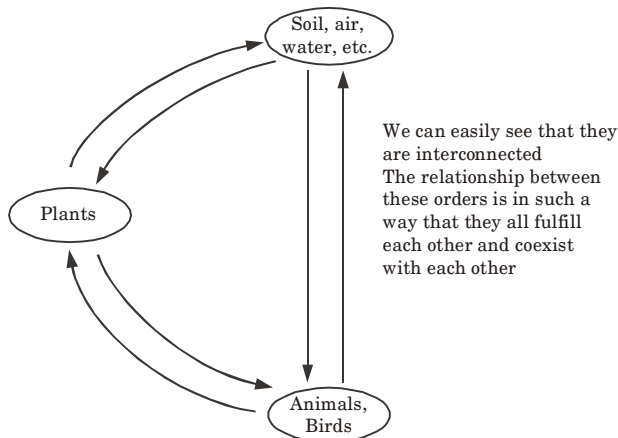 Soil, air,
water, etc.
We can easily see that they
are interconnected
The relationship between
these orders is in such a
way that they all fulfill
each other and coexist
with each other
Plants
Animals,
Birds